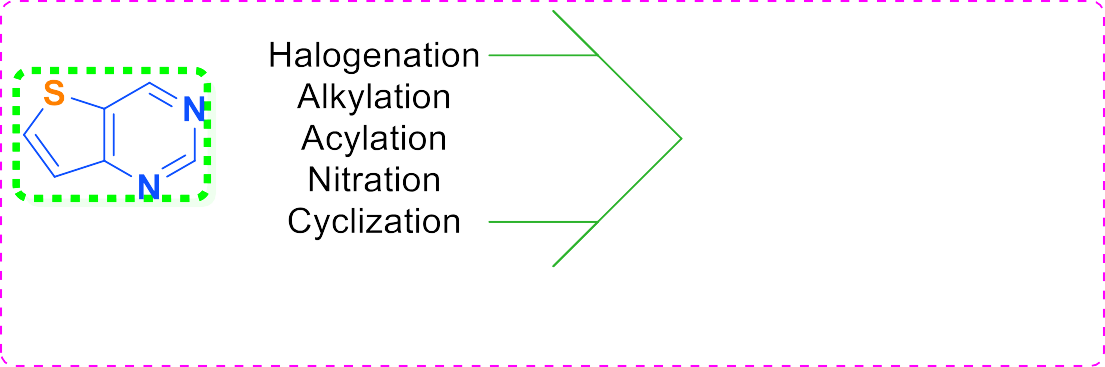 S
N
N
Halogenation
Alkylation
Acylation
Nitration
Cyclization